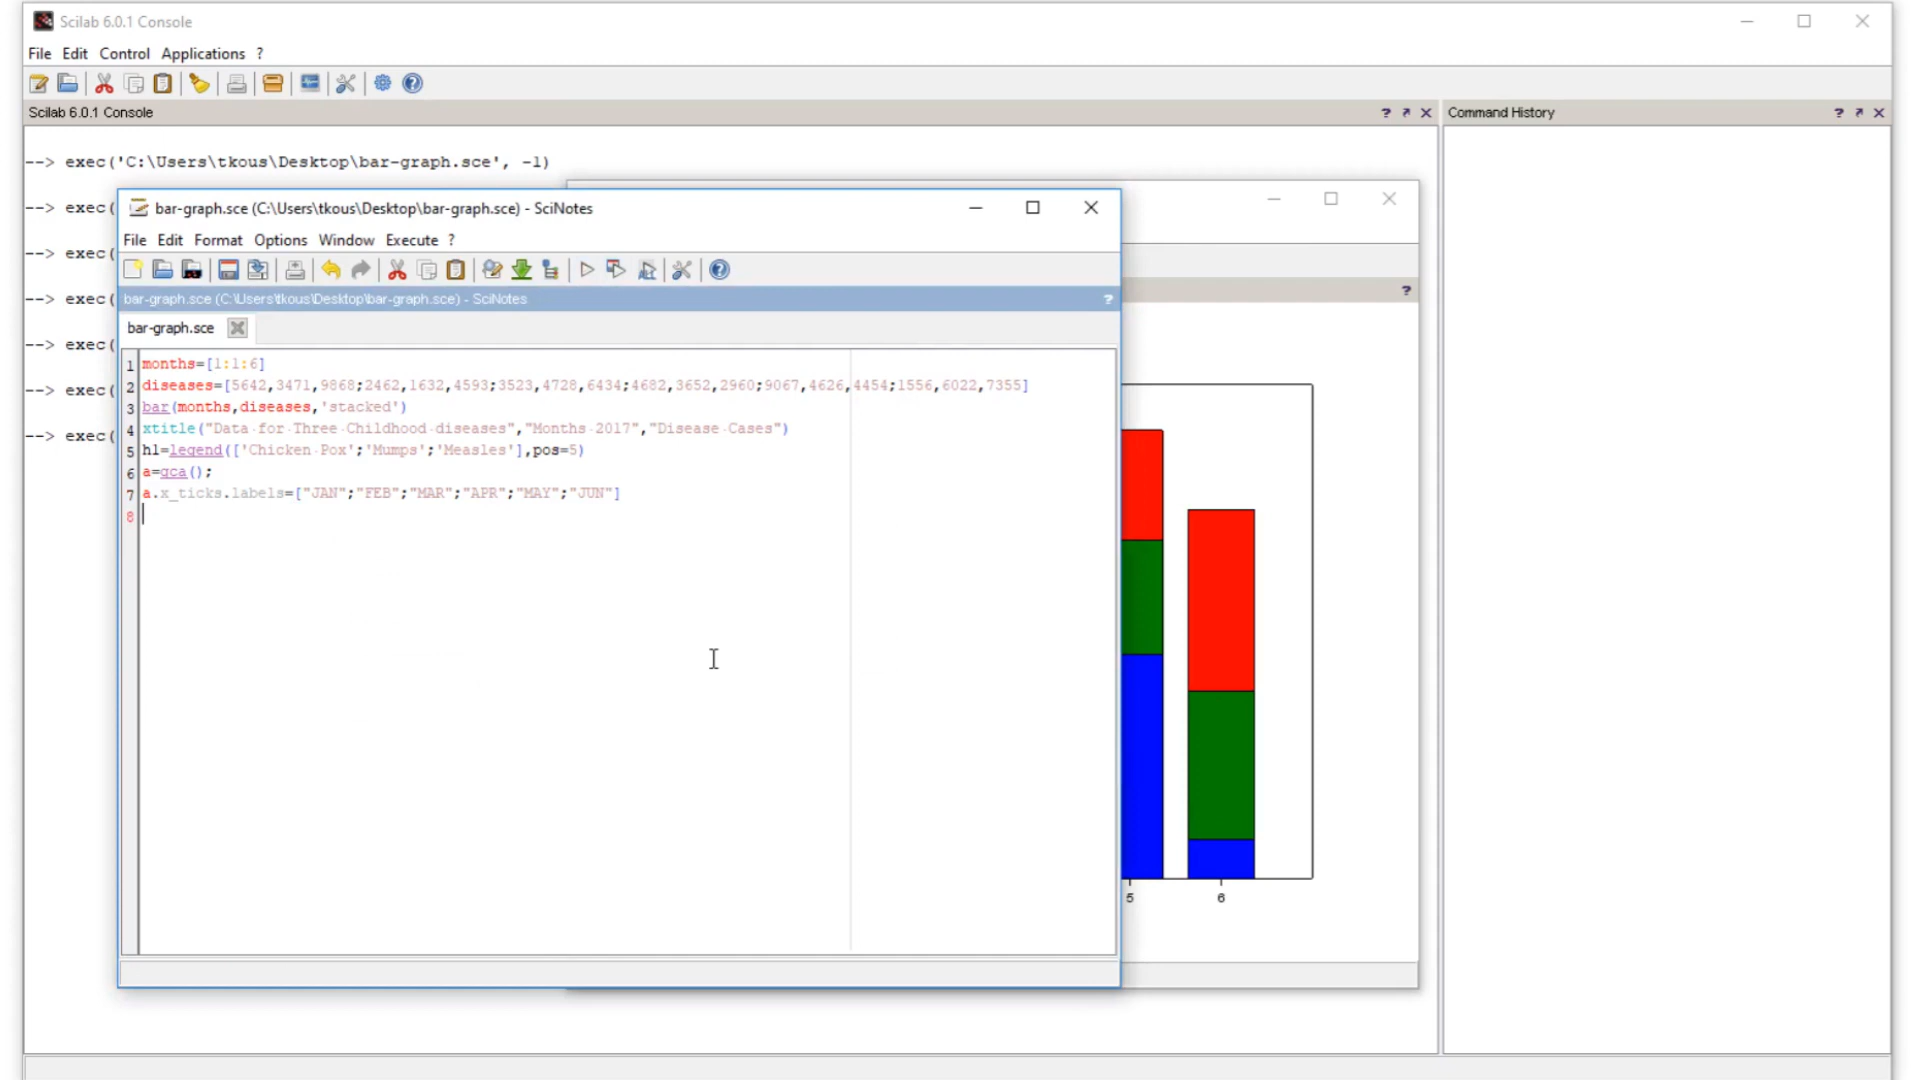 Scilab 6.0.1 Console
File Edit Control Applications ?
Scilab 6.0.1 Console
Command History
--> exec('C:\Users\tkous\Desktop\bar-graph.sce', -1)
--> exec(
--> exec(
--> exec(
--> exec(
--> exec(
--> exec(
bar-graph.sce (C:\Users\tkous\Desktop\bar-graph.sce) - SciNotes
File Edit Format Options Window Execute ?
bar-graph.sce (C:\Users\tkous\Desktop\bar-graph.sce) - SciNotes
bar-graph.sce
1 months=[1:1:6]
2 diseases=[5642,3471,9868;2462,1632,4593;3523,4728,6434;4682,3652,2960;9067,4626,4454;1556,6022,7355]
3 bar(months,diseases,'stacked')
4 xtitle("Data for Three Childhood diseases","Months 2017","Disease Cases")
5 hl=legend(['Chicken Pox';'Mumps';'Measles'],pos=5)
6 a=gca();
7 a.x_ticks.labels=["JAN";"FEB";"MAR";"APR";"MAY";"JUN"]
8
5 6